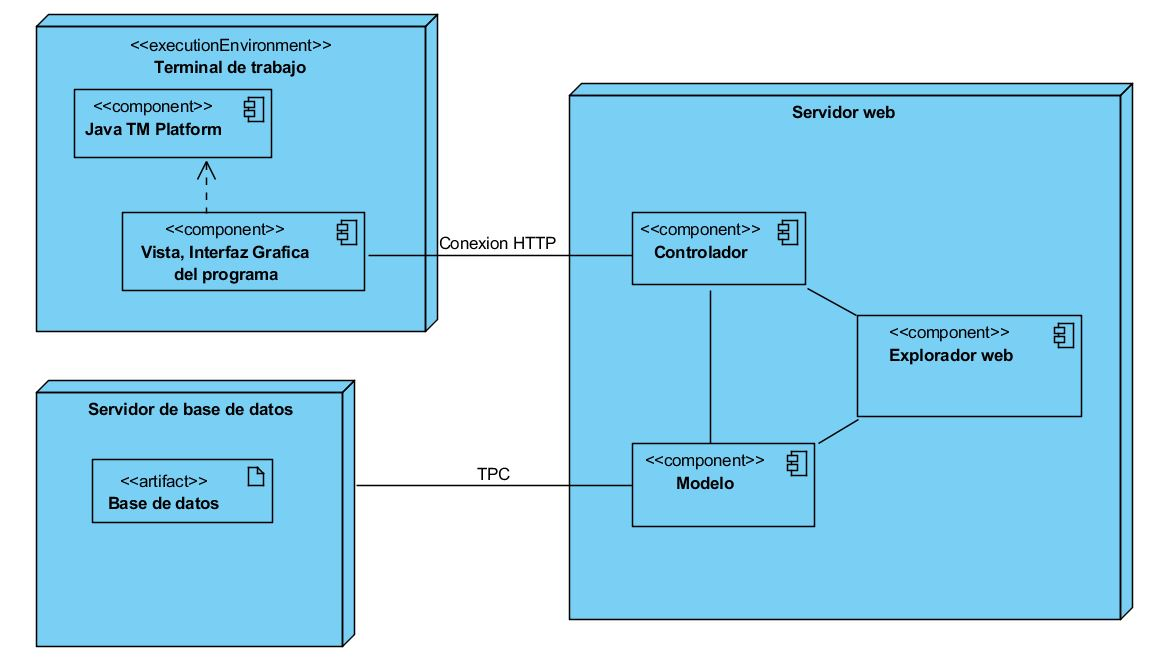 <<executionEnvironment>>
Terminal de trabajo
<<component>>
Java TM Platform
<<component>>
Vista, Interfaz Grafica
del programa
Conexion HTTP
Servidor web
<<component>>
Controlador
<<component>>
Explorador web
<<component>>
Modelo
TPC
Servidor de base de datos
<<artifact>>
Base de datos